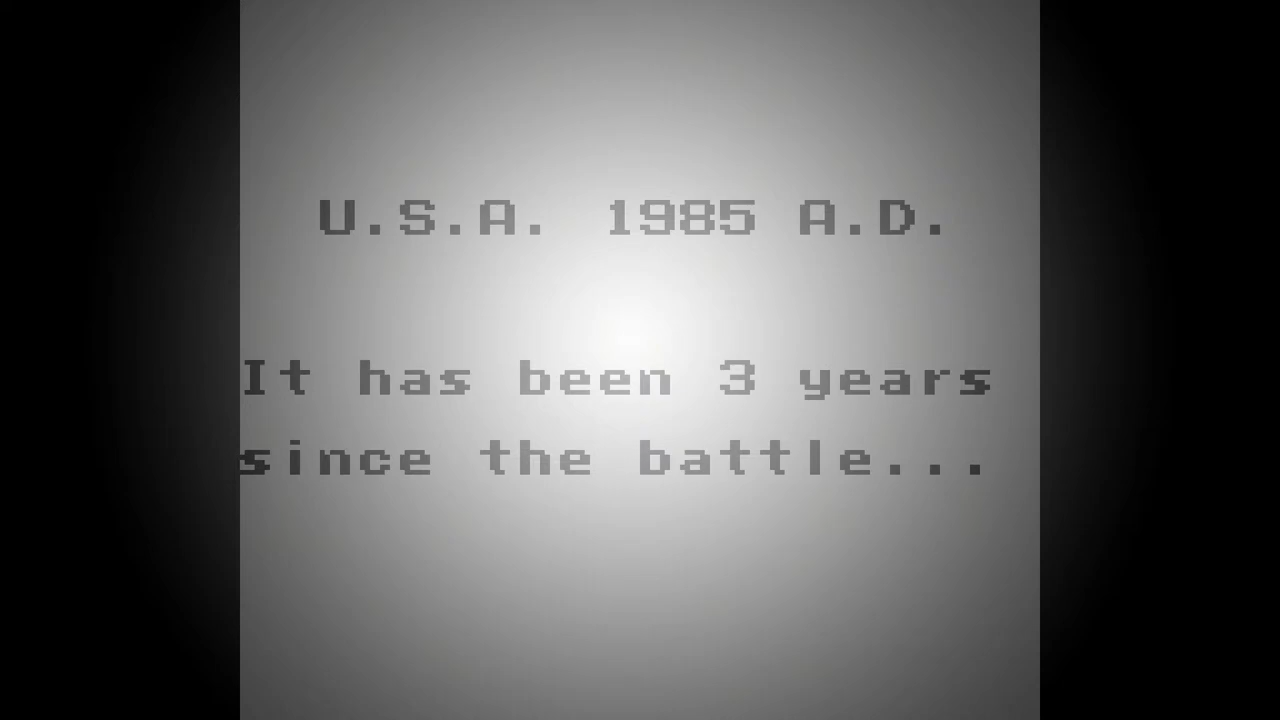 U.S.A. 1985 A.D.
It has been 3 years
since the battle...